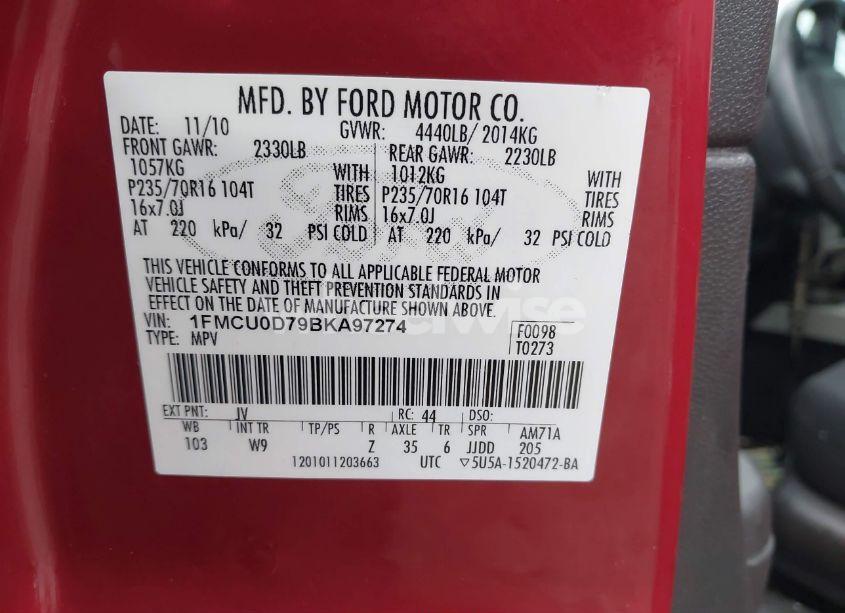 MFD. BY FORD MOTOR CO.
DATE: 11/10 GVWR: 4440LB/ 2014KG
FRONT GAWR: 2330LB REAR GAWR: 2230LB
1057KG WITH 1012KG WITH
P235/70R16 104T TIRES P235/70R16 104T TIRES
16x7.0J RIMS 16x7.0J RIMS
AT 220 kPa/ 32 PSI COLD AT 220 kPa/ 32 PSI COLD
THIS VEHICLE CONFORMS TO ALL APPLICABLE FEDERAL MOTOR
VEHICLE SAFETY AND THEFT PREVENTION STANDARDS IN
EFFECT ON THE DATE OF MANUFACTURE SHOWN ABOVE.
VIN: 1FMCU0D79BKA97274 F0098
TYPE: MPV T0273
EXT PNT: JV RC: 44 DSO:
WB INT TR TP/PS R AXLE TR SPR AM71A
103 W9 Z 35 6 JJDD 205
1201011203663 UTC ▽5U5A-1520472-BA